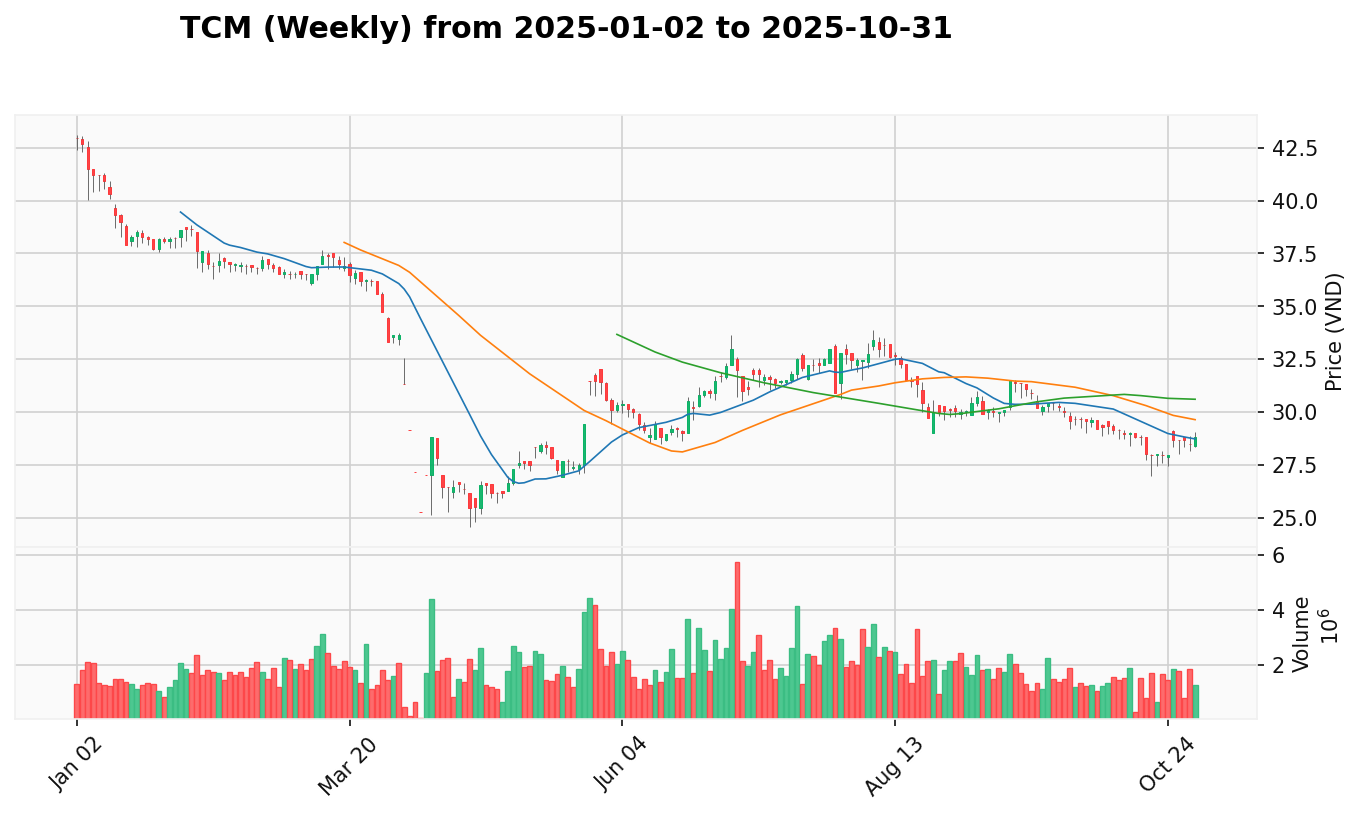 TCM (Weekly) from 2025-01-02 to 2025-10-31
42.5
40.0
37.5
35.0
32.5
30.0
27.5
25.0
Price (VND)
6
4
2
Volume
10⁶
Jan 02
Mar 20
Jun 04
Aug 13
Oct 24